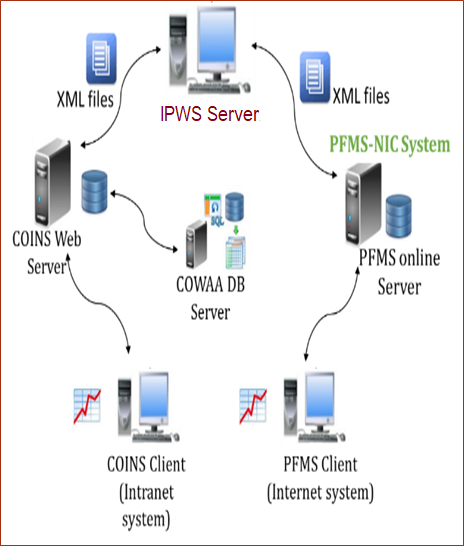 XML files
IPWS Server
XML files
PFMS-NIC System
COINS Web
Server
PFMS online
Server
SQL
COWAA DB
Server
COINS Client
(Intranet
system)
PFMS Client
(Internet system)